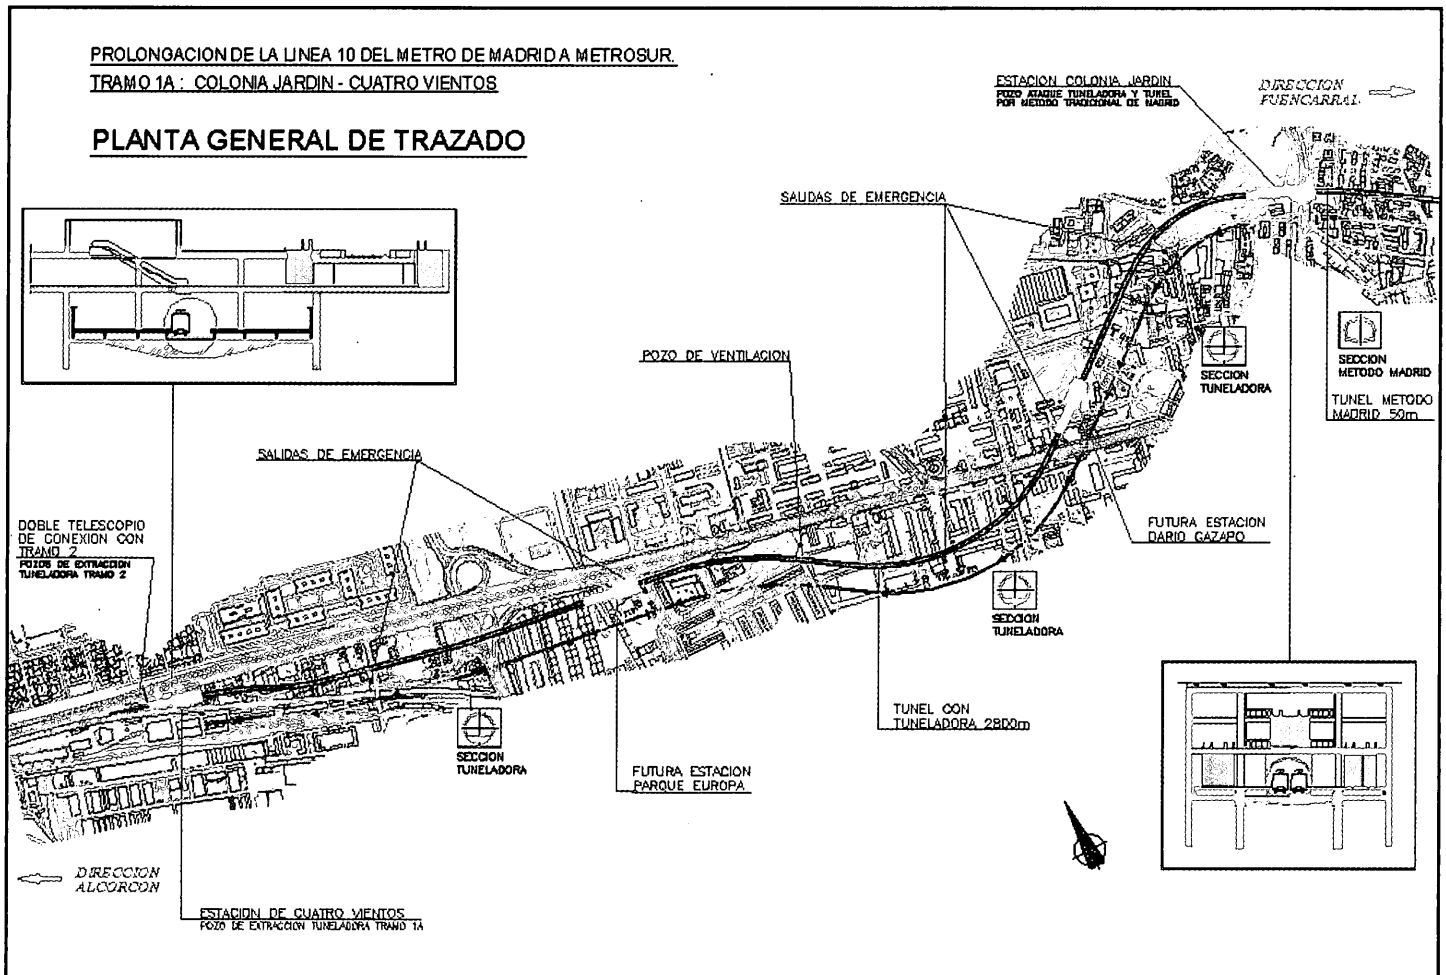 PROLONGACION DE LA LINEA 10 DEL METRO DE MADRID A METROSUR.
TRAMO 1A : COLONIA JARDIN - CUATRO VIENTOS
PLANTA GENERAL DE TRAZADO
ESTACION COLONIA JARDIN
POZO ATAQUE TUNELADORA Y TUNEL
POR METODO TRADICIONAL DE MADRID
DIRECCION
FUENCARRAL
SALIDAS DE EMERGENCIA
POZO DE VENTILACION
SECCION
TUNELADORA
SECCION
METODO MADRID
TUNEL METODO
MADRID 50m
SALIDAS DE EMERGENCIA
DOBLE TELESCOPIO
DE CONEXION CON
TRAMO 2
POZOS DE EXTRACCION
TUNELADORA TRAMO 2
FUTURA ESTACION
DARIO GAZAPO
SECCION
TUNELADORA
TUNEL CON
TUNELADORA 2800m
SECCION
TUNELADORA
FUTURA ESTACION
PARQUE EUROPA
DIRECCION
ALCORCON
ESTACION DE CUATRO VIENTOS
POZO DE EXTRACCION TUNELADORA TRAMO 1A